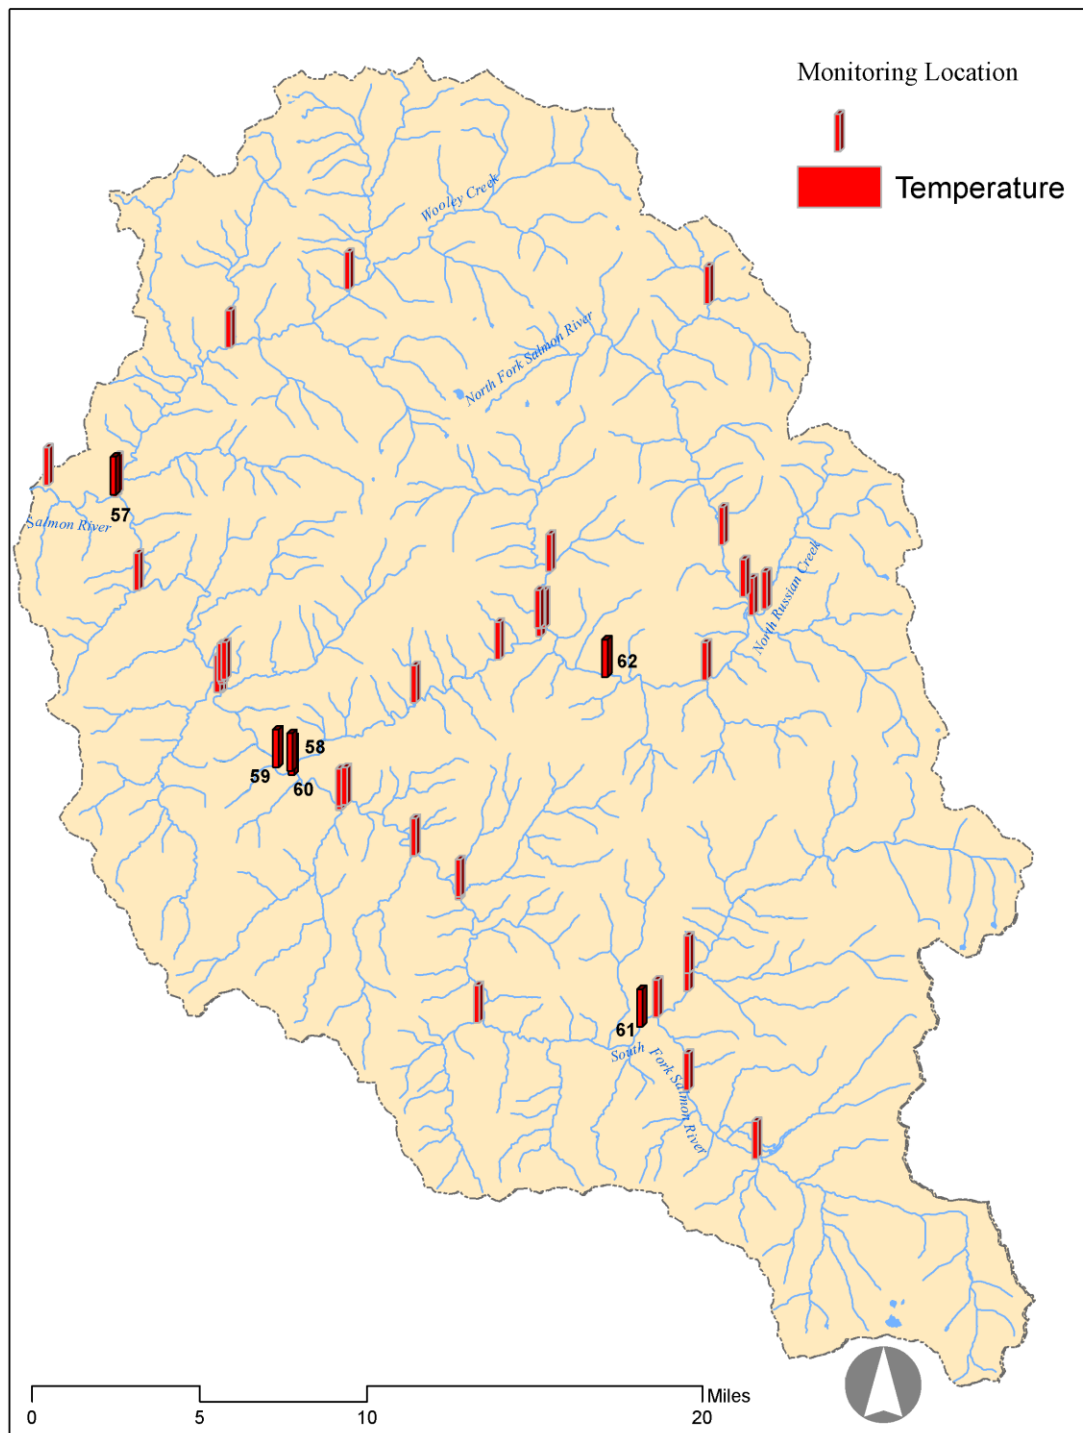 Monitoring Location
Temperature
Wooley Creek
North Fork Salmon River
57
Salmon River
North Russian Creek
62
58
59
60
61
South Fork Salmon River
Miles
0 5 10 20